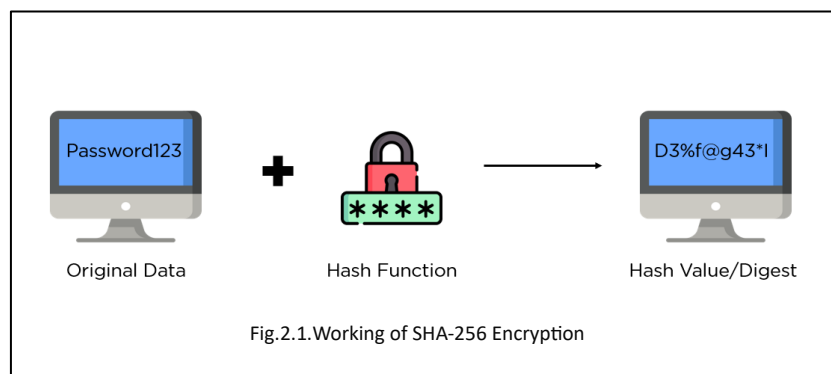 Password123
D3%f@g43*I
****
Original Data
Hash Function
Hash Value/Digest
Fig.2.1.Working of SHA-256 Encryption